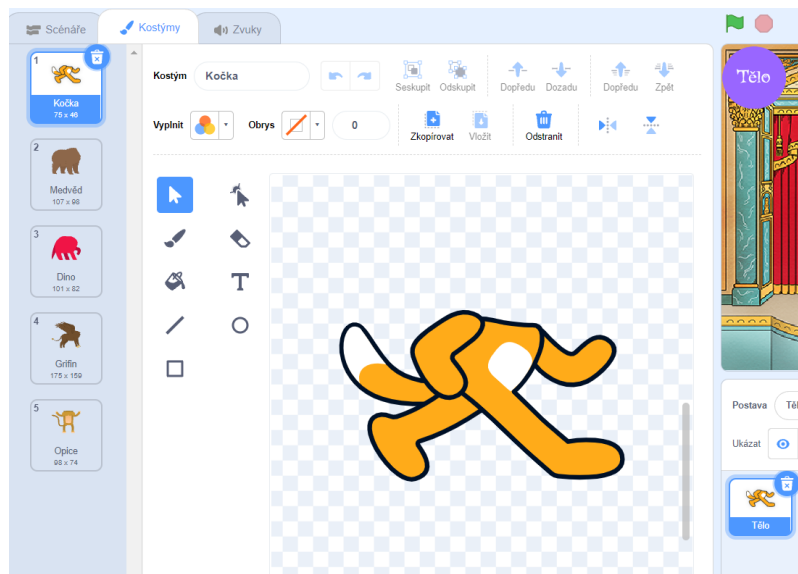 Scénáře
Kostýmy
Zvuky
1
Kočka
75 x 46
2
Medvěd
107 x 98
3
Dino
101 x 82
4
Grifin
175 x 159
5
Opice
98 x 74
Kostým
Kočka
Seskupit
Odskupit
Dopředu
Dozadu
Dopředu
Zpět
Vyplnit
Obrys
0
Zkopírovat
Vložit
Odstranit
T
Tělo
Postava
Těl
Ukázat
Tělo